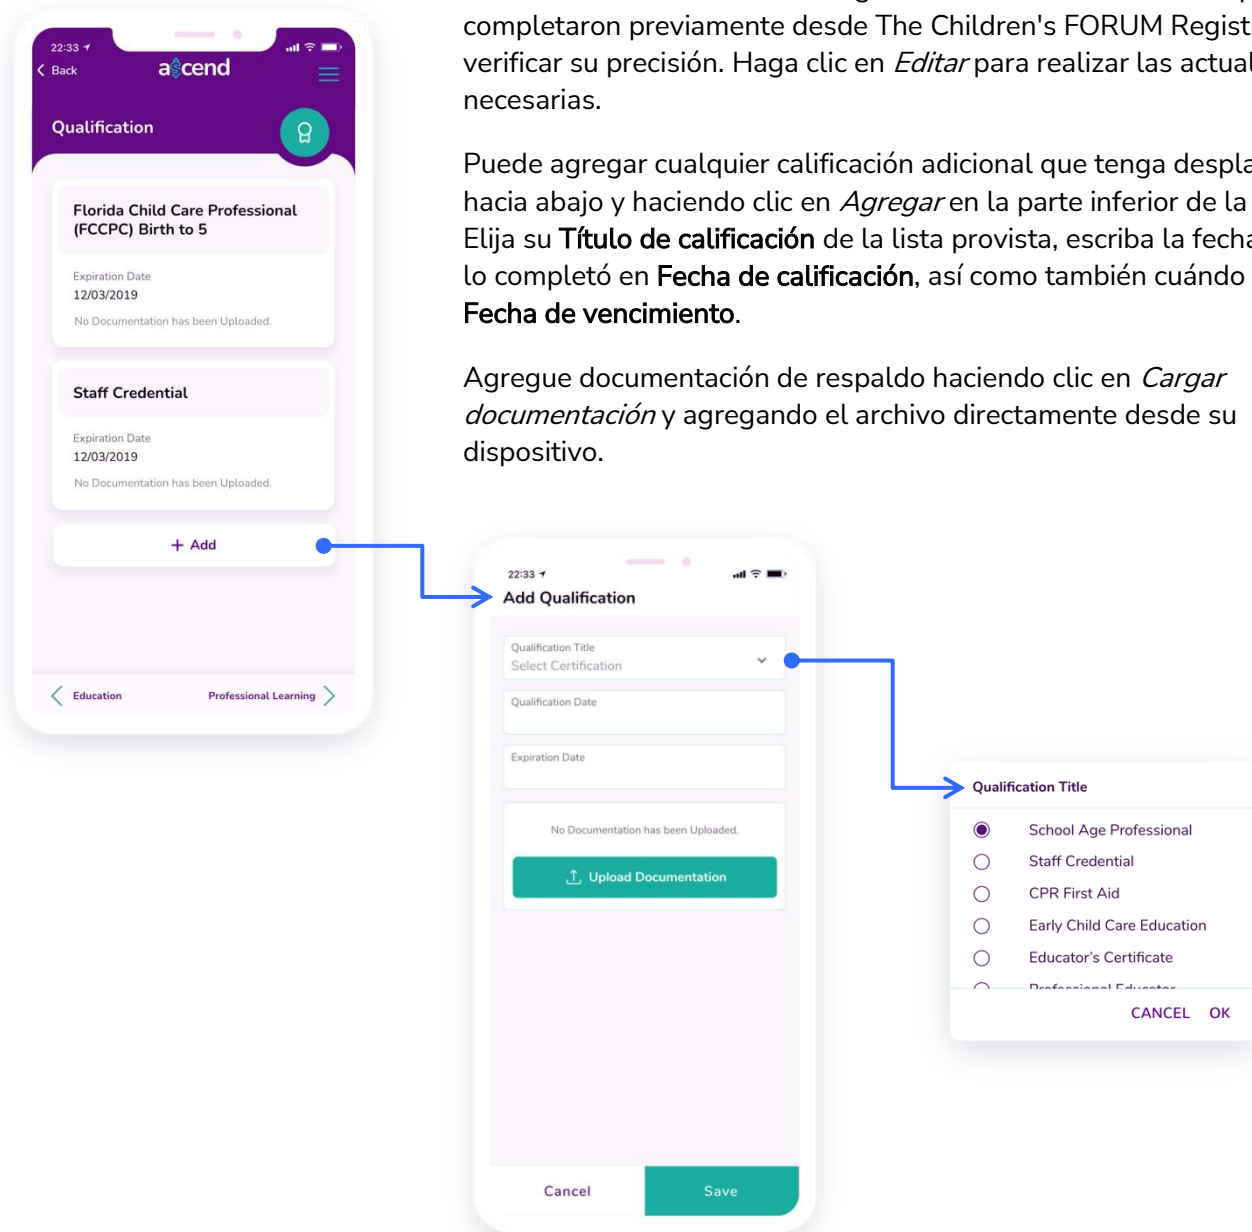 completaron previamente desde The Children's FORUM
verificar su precisión. Haga clic en Editar para realizar las
necesarias.
Puede agregar cualquier calificación adicional que tenga
hacia abajo y haciendo clic en Agregar en la parte inferior de la
Elija su Título de calificación de la lista provista, escriba la fecha
lo completó en Fecha de calificación, así como también cuándo
Fecha de vencimiento.
Agregue documentación de respaldo haciendo clic en Cargar
documentación y agregando el archivo directamente desde su
dispositivo.
22:33
Back
ascend
Qualification
Florida Child Care Professional
(FCCPC) Birth to 5
Expiration Date
12/03/2019
No Documentation has been Uploaded.
Staff Credential
Expiration Date
12/03/2019
No Documentation has been Uploaded.
+ Add
Education Professional Learning
22:33
Add Qualification
Qualification Title
Select Certification
Qualification Date
Expiration Date
No Documentation has been Uploaded.
Upload Documentation
Cancel Save
Qualification Title
School Age Professional
Staff Credential
CPR First Aid
Early Child Care Education
Educator's Certificate
Professional Educator
CANCEL OK